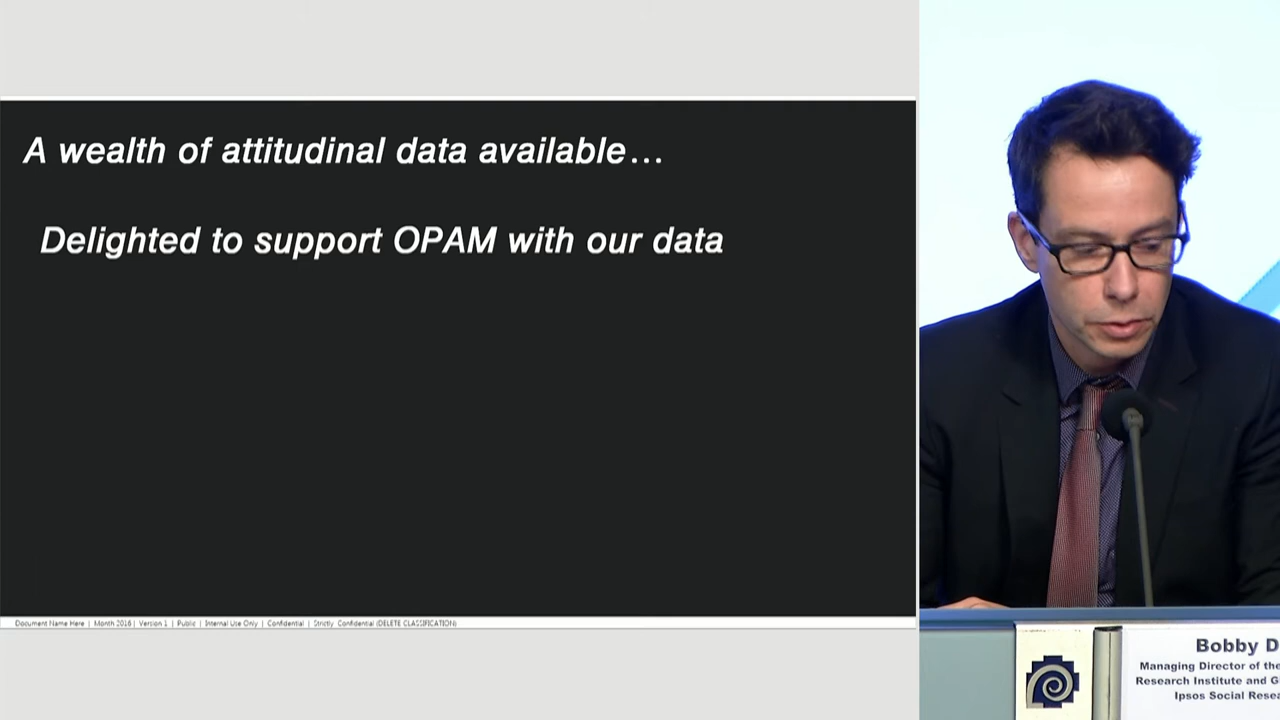 A wealth of attitudinal data available...
Delighted to support OPAM with our data
Document Name Here | Month 2016 | Version 1 | Public | Internal Use Only | Confidential | Strictly Confidential (DELETE CLASSIFICATION)
Bobby D
Managing Director of the
Research Institute and G
Ipsos Social Resea